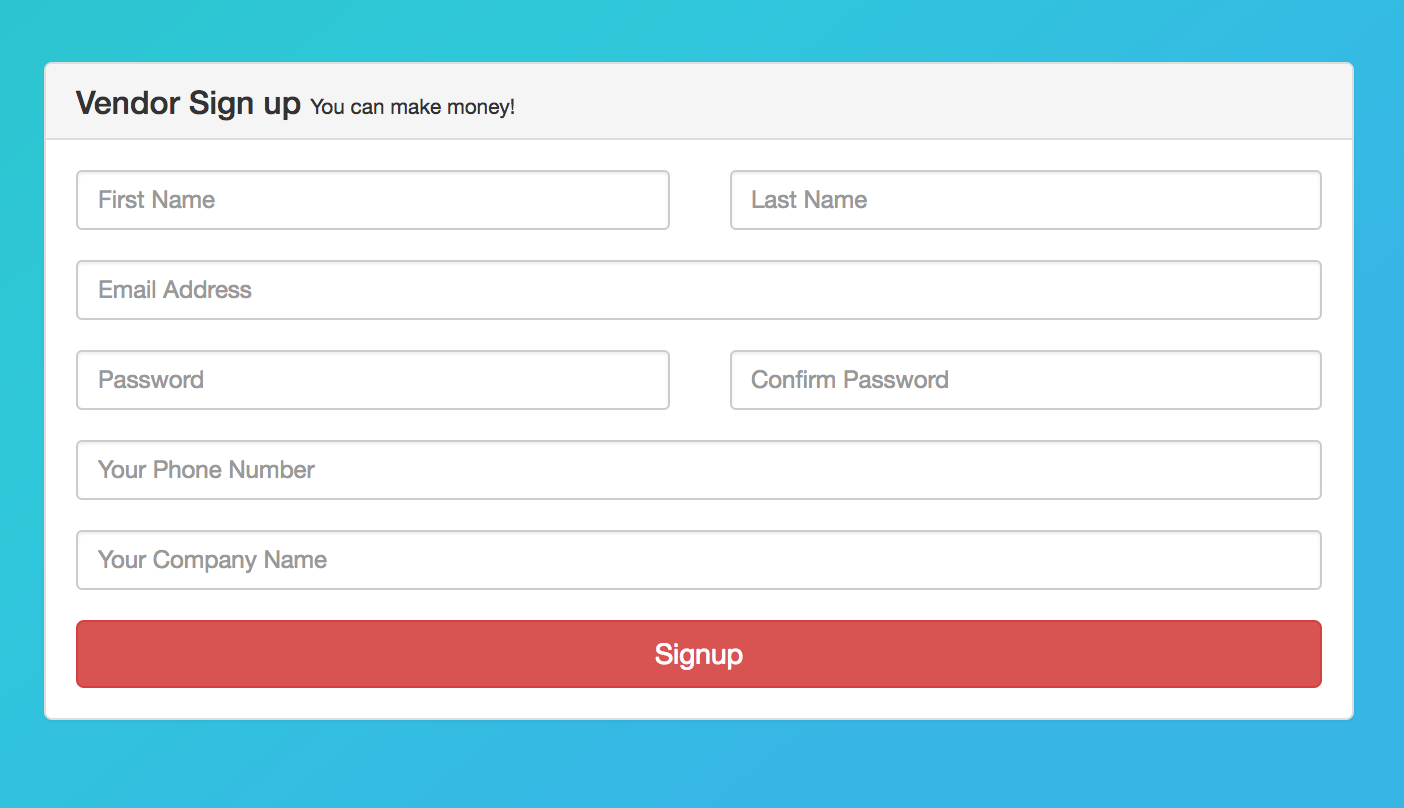 Vendor Sign up You can make money!
First Name Last Name
Email Address
Password Confirm Password
Your Phone Number
Your Company Name
Signup